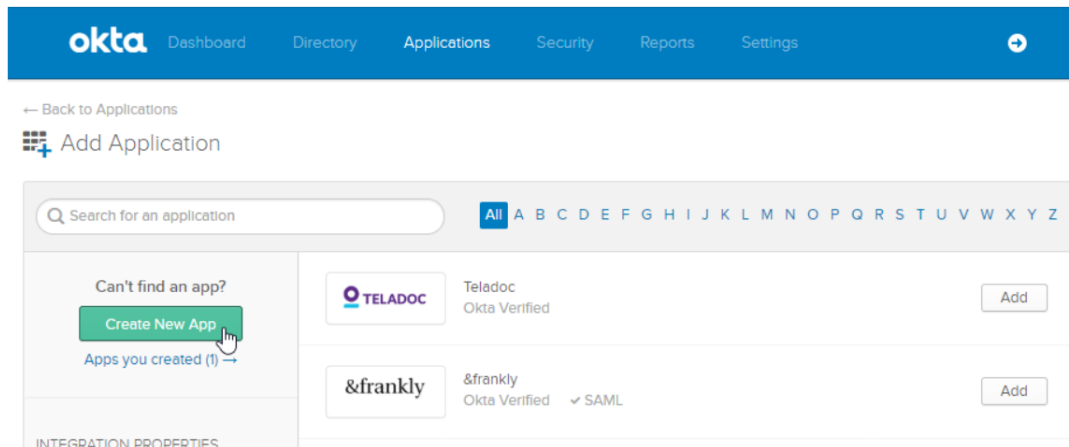 okta Dashboard Directory Applications Security Reports Settings
← Back to Applications
Add Application
Search for an application
All A B C D E F G H I J K L M N O P Q R S T U V W X Y Z
Can't find an app?
Create New App
Apps you created (1) →
INTEGRATION PROPERTIES
TELADOC
Teladoc
Okta Verified
Add
&frankly
&frankly
Okta Verified ✓ SAML
Add